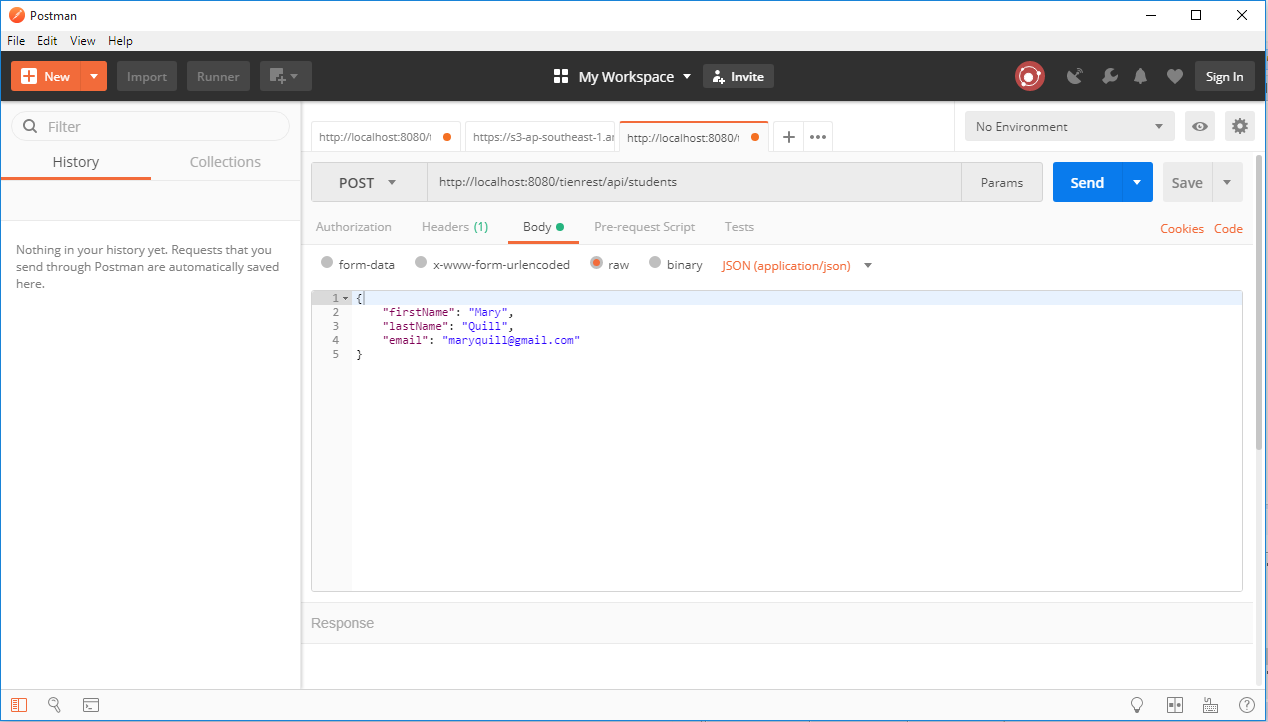 Postman
File Edit View Help
New Import Runner My Workspace Invite Sign In
Filter
History Collections
Nothing in your history yet. Requests that you
send through Postman are automatically saved
here.
http://localhost:8080/t https://s3-ap-southeast-1.ar http://localhost:8080/t No Environment
POST http://localhost:8080/tienrest/api/students Params Send Save
Authorization Headers (1) Body Pre-request Script Tests Cookies Code
form-data x-www-form-urlencoded raw binary JSON (application/json)
1 {
2 "firstName": "Mary",
3 "lastName": "Quill",
4 "email": "maryquill@gmail.com"
5 }
Response